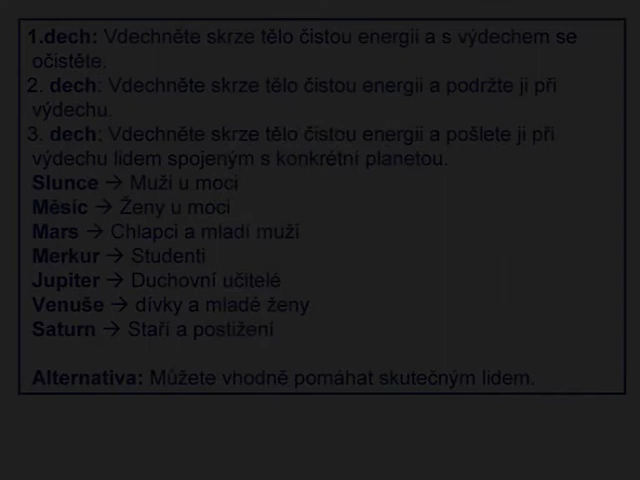 1.dech: Vdechněte skrze tělo čistou energii a s výdechem se
očistěte.
2. dech: Vdechněte skrze tělo čistou energii a podržte ji při
výdechu.
3. dech: Vdechněte skrze tělo čistou energii a pošlete ji při
výdechu lidem spojeným s konkrétní planetou.
Slunce → Muži u moci
Měsíc → Ženy u moci
Mars → Chlapci a mladí muži
Merkur → Studenti
Jupiter → Duchovní učitelé
Venuše → dívky a mladé ženy
Saturn → Staří a postižení
Alternativa: Můžete vhodně pomáhat skutečným lidem.